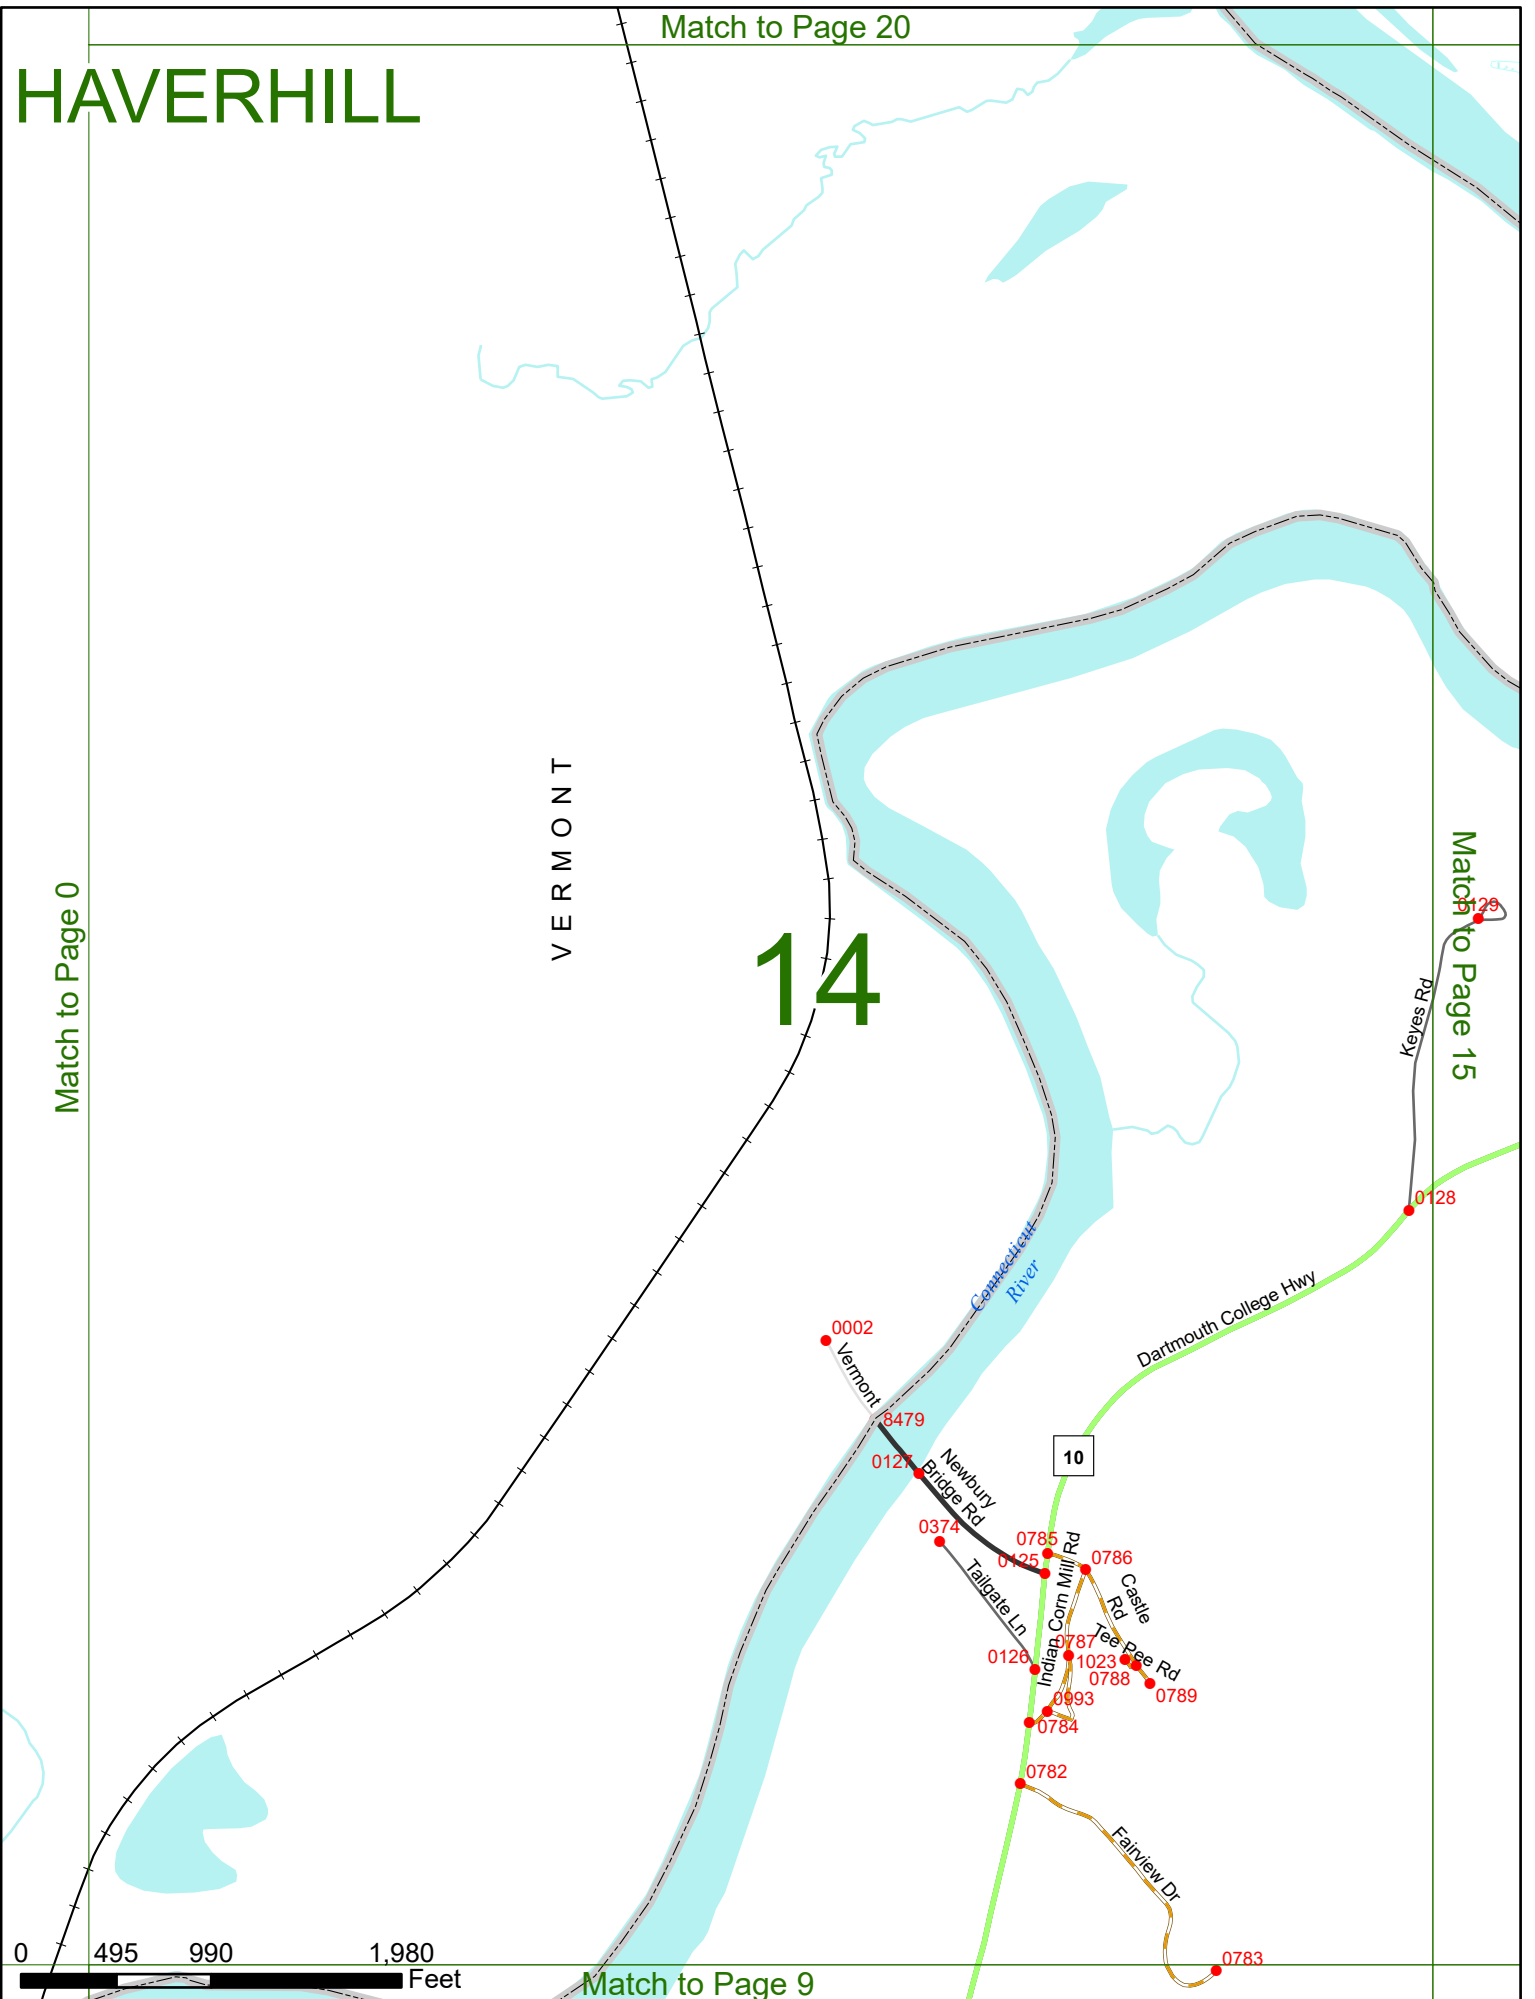 Match to Page 20
HAVERHILL
VERMONT
Match to Page 0
14
Match to Page 15
0129
Keyes Rd
0128
Connecticut
River
Dartmouth College Hwy
0002
Vermont
8479
10
0127
Newbury
Bridge Rd
0374
0785
0125
0786
Indian Corn Mill Rd
Castle
Rd
Tailgate Ln
Tee Pee Rd
0787
0126
1023
0788
0789
0993
0784
0782
Fairview Dr
0783
0 495 990 1,980
Feet
Match to Page 9